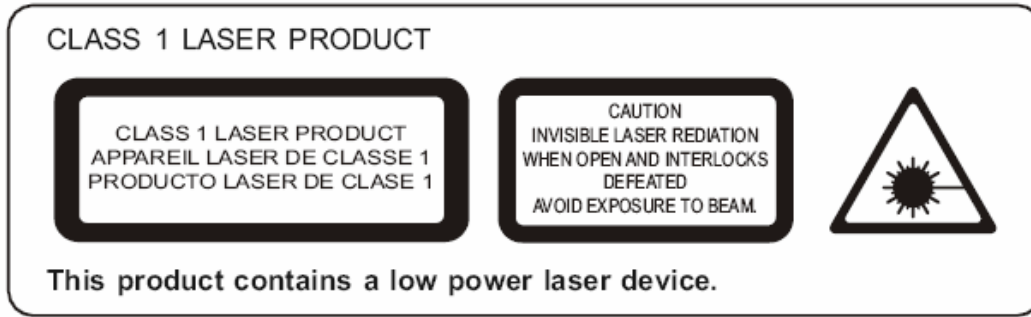 CLASS 1 LASER PRODUCT
CLASS 1 LASER PRODUCT
APPAREIL LASER DE CLASSE 1
PRODUCTO LASER DE CLASE 1
CAUTION
INVISIBLE LASER REDIATION
WHEN OPEN AND INTERLOCKS
DEFEATED
AVOID EXPOSURE TO BEAM.
This product contains a low power laser device.